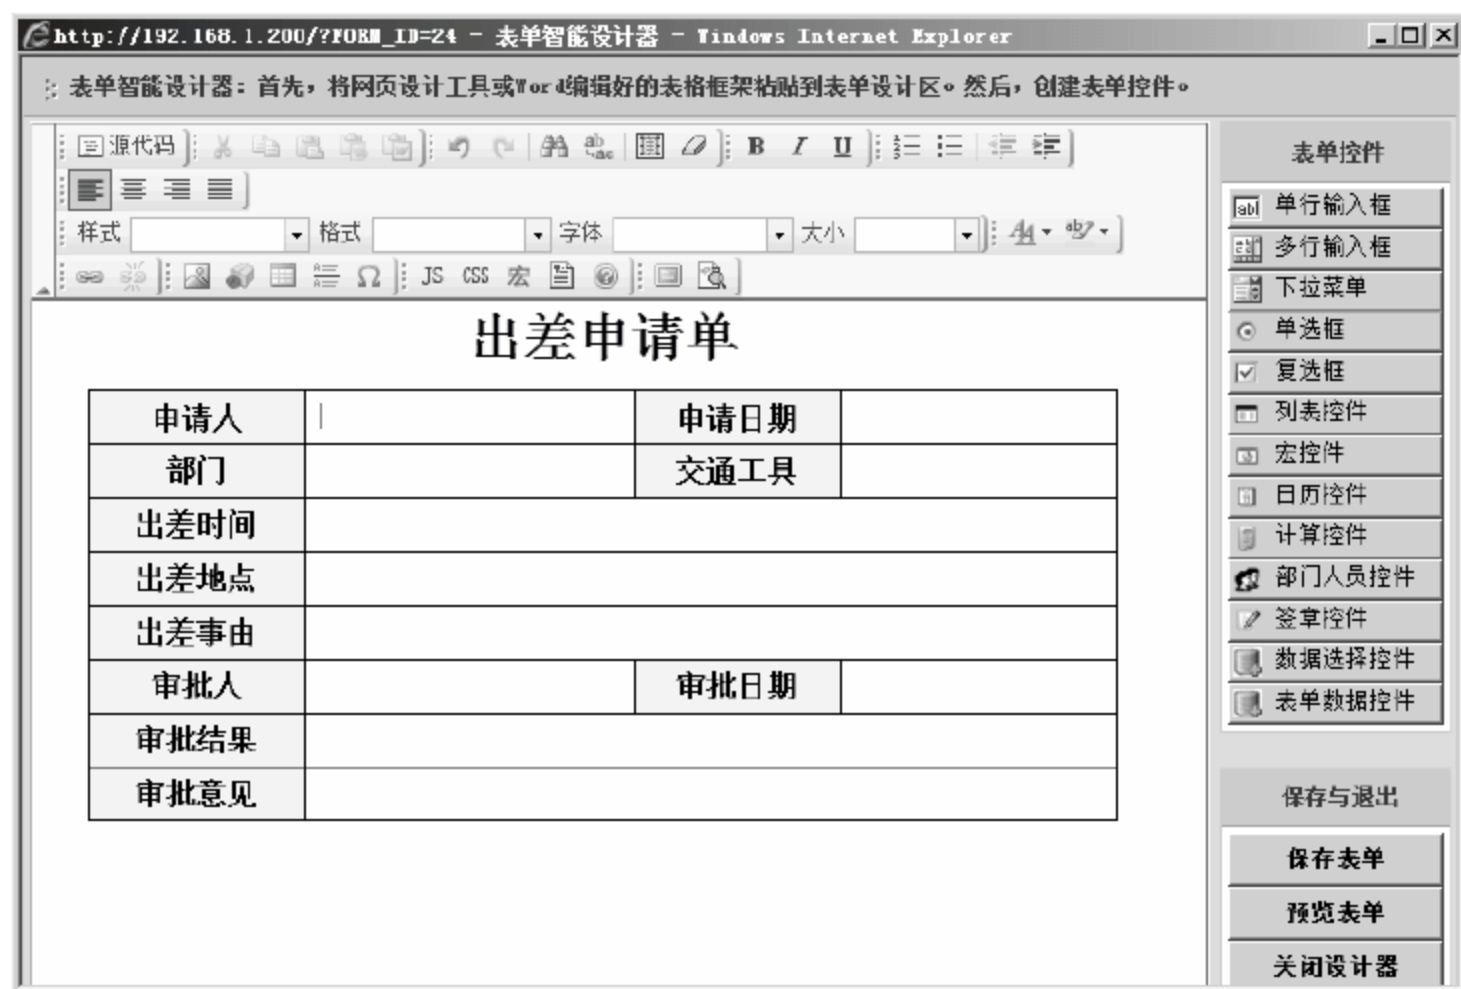 http://192.168.1.200/?FORM_ID=24 - 表单智能设计器 - Windows Internet Explorer
表单智能设计器：首先，将网页设计工具或Word编辑好的表格框架粘贴到表单设计区。然后，创建表单控件。
源代码 B I U
样式 格式 字体 大小
JS CSS 宏
出差申请单
申请人 申请日期
部门 交通工具
出差时间
出差地点
出差事由
审批人 审批日期
审批结果
审批意见
表单控件
单行输入框
多行输入框
下拉菜单
单选框
复选框
列表控件
宏控件
日历控件
计算控件
部门人员控件
签章控件
数据选择控件
表单数据控件
保存与退出
保存表单
预览表单
关闭设计器